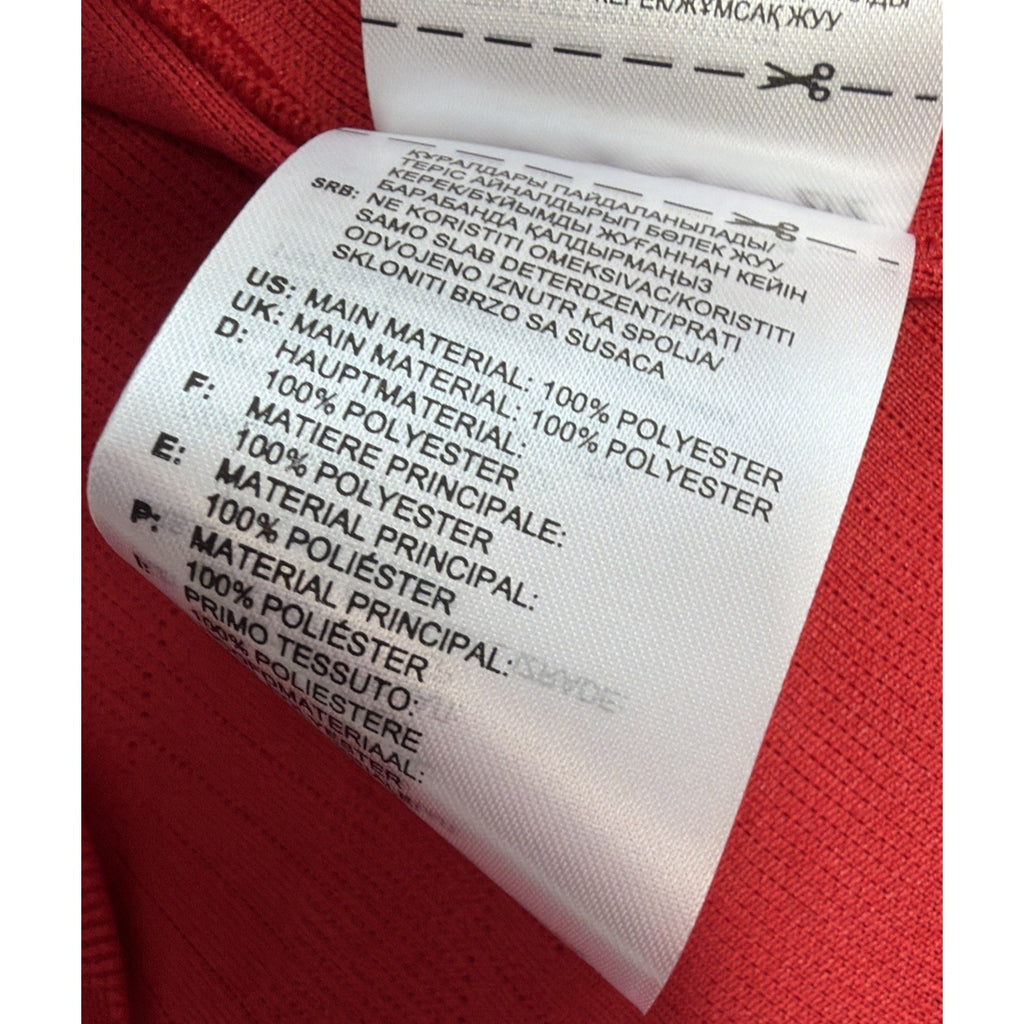 КЕРЕК/ЖҰМСАҚ ЖУУ
ҚҰРАЛДАРЫ ПАЙДАЛАНЫЛАДЫ/
ТЕРІС АЙНАЛДЫРЫП БӨЛЕК ЖУУ
КЕРЕК/БҰЙЫМДЫ ЖУҒАННАН КЕЙІН
БАРАБАНДА ҚАЛДЫРМАҢЫЗ
SRB: NE KORISTITI OMEKSIVAC/KORISTITI
SAMO SLAB DETERDZENT/PRATI
ODVOJENO IZNUTR KA SPOLJA/
SKLONITI BRZO SA SUSACA
US: MAIN MATERIAL: 100% POLYESTER
UK: MAIN MATERIAL: 100% POLYESTER
D: HAUPTMATERIAL:
100% POLYESTER
F: MATIERE PRINCIPALE:
100% POLYESTER
E: MATERIAL PRINCIPAL:
100% POLIÉSTER
P: MATERIAL PRINCIPAL:
100% POLIÉSTER
I: PRIMO TESSUTO:
100% POLIESTERE